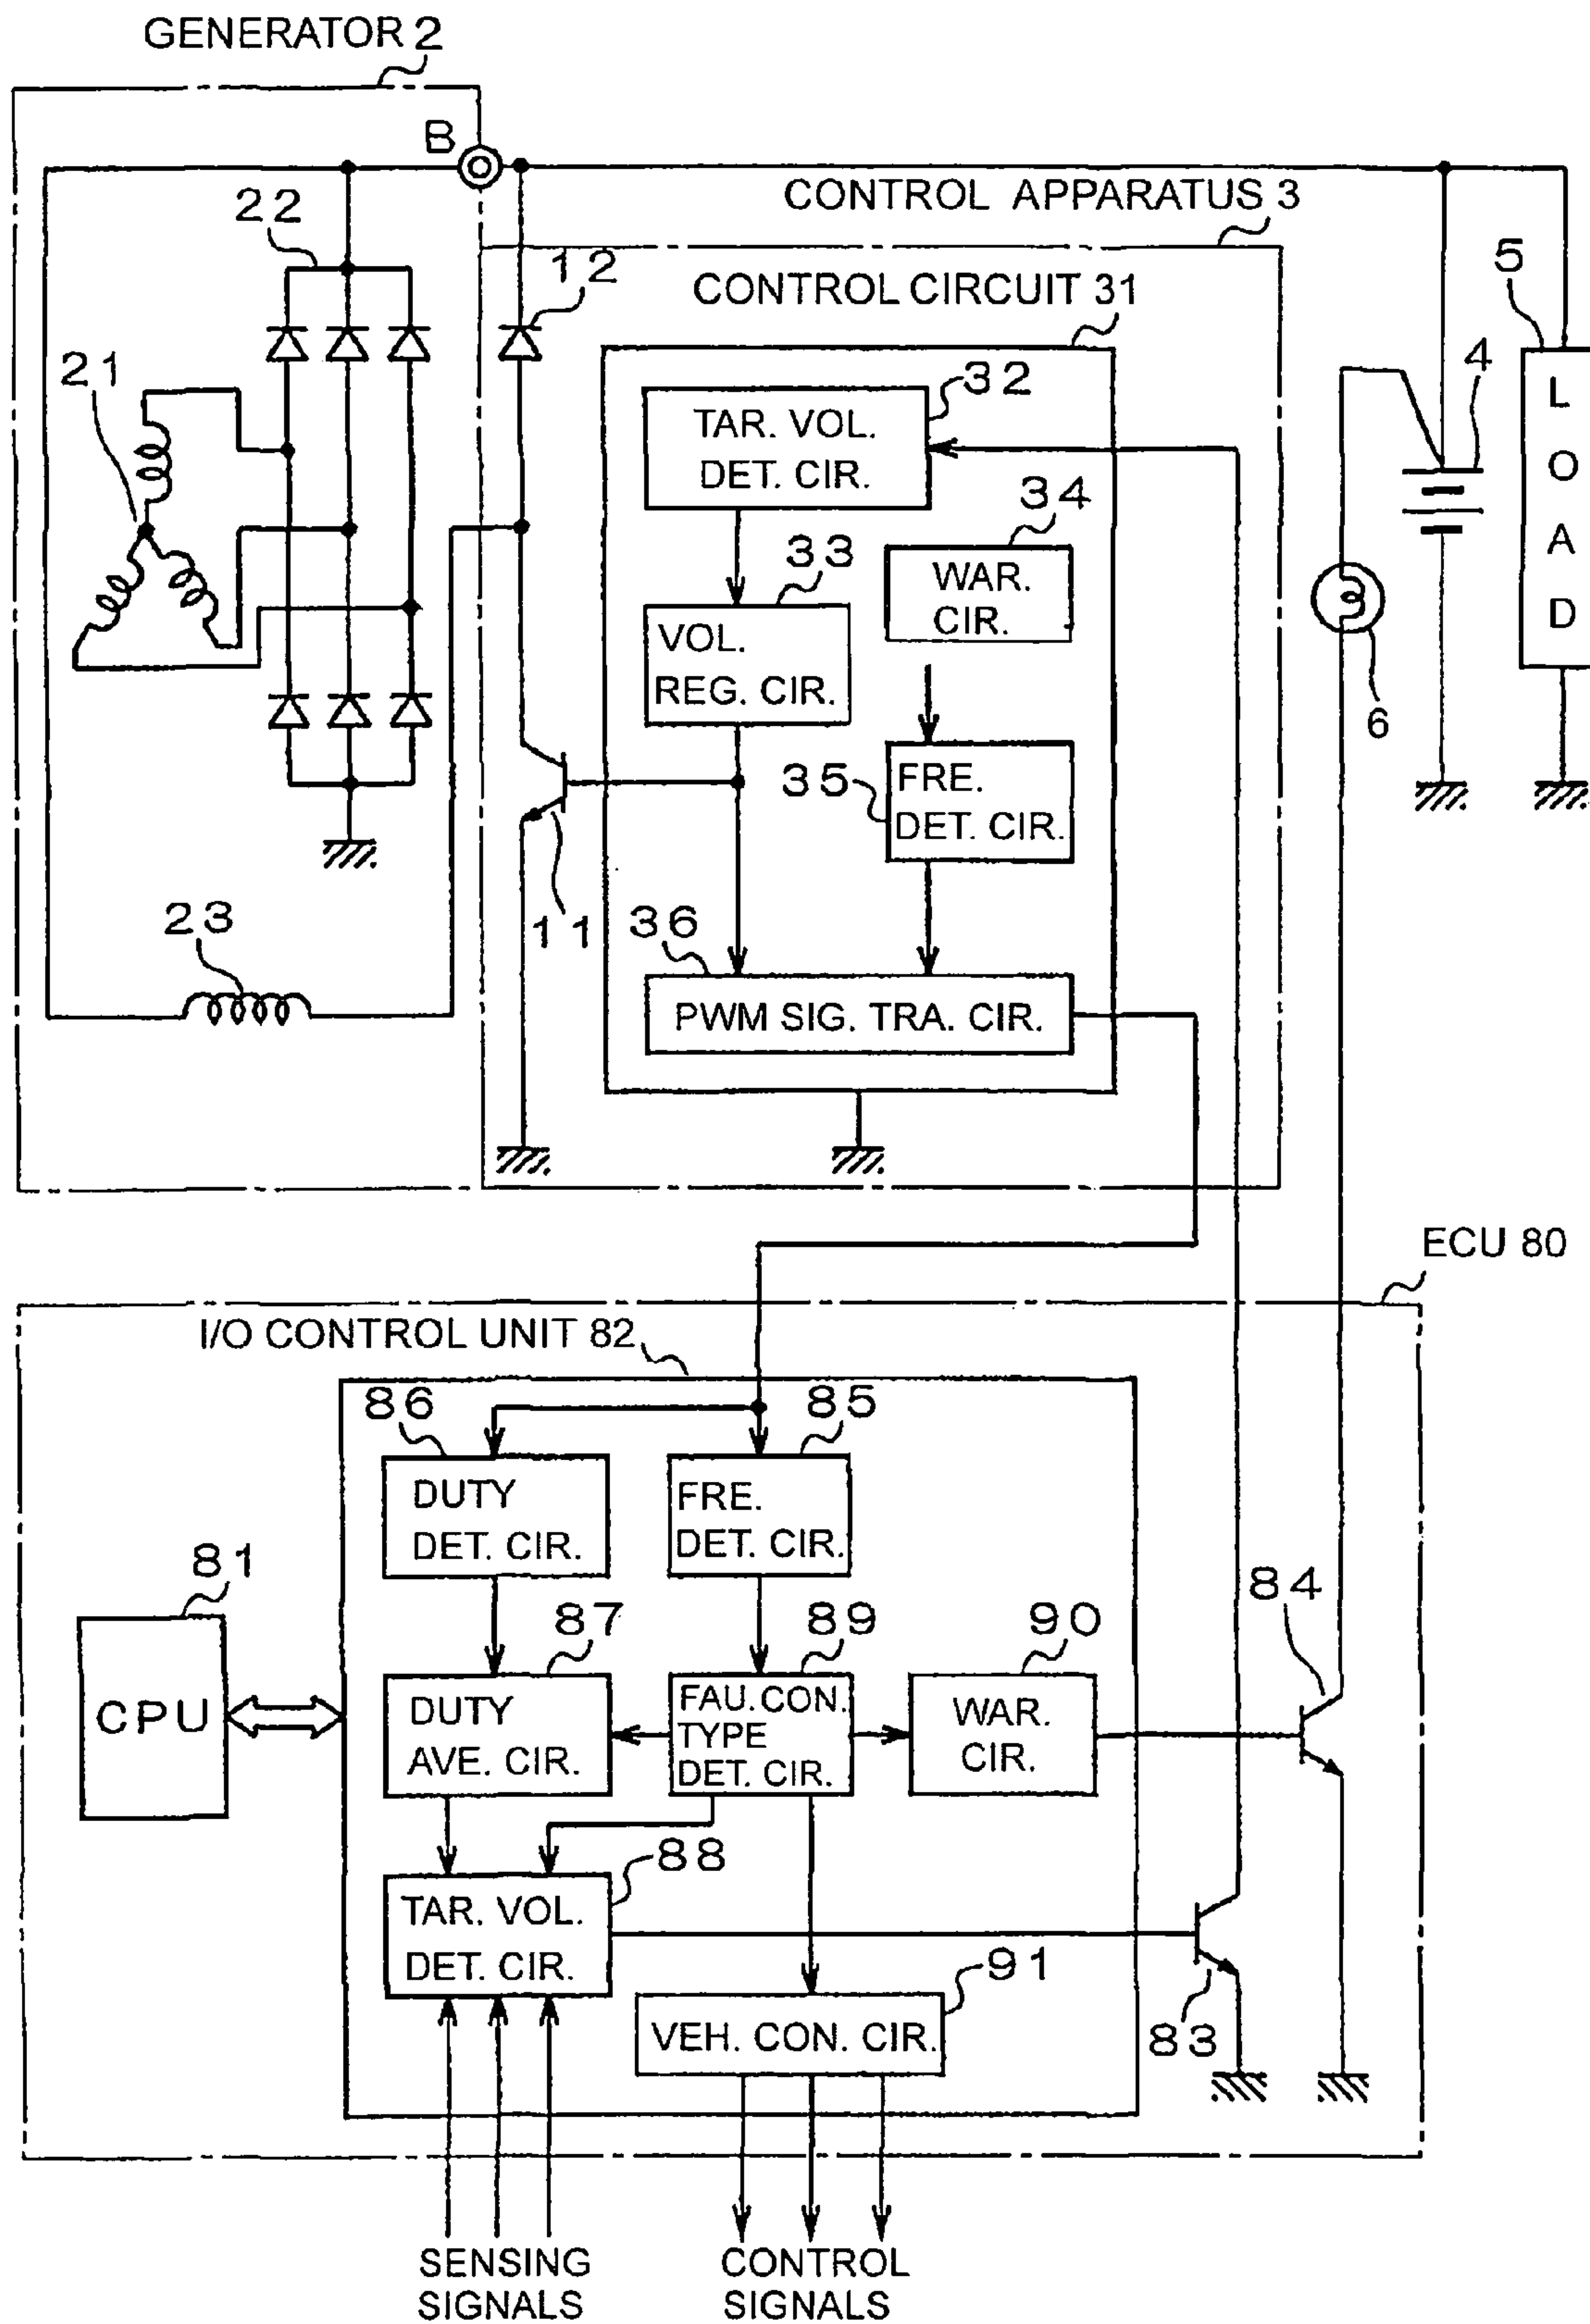 GENERATOR 2
B
CONTROL APPARATUS 3
22
12
CONTROL CIRCUIT 31
5
21
32
4
TAR. VOL.
DET. CIR.
34
33
WAR.
CIR.
L
O
A
D
VOL.
REG. CIR.
6
35
FRE.
DET. CIR.
23
11
36
PWM SIG. TRA. CIR.
ECU 80
I/O CONTROL UNIT 82
86
85
DUTY
DET. CIR.
FRE.
DET. CIR.
81
84
87
89
90
CPU
DUTY
AVE. CIR.
FAU. CON.
TYPE
DET. CIR.
WAR.
CIR.
88
TAR. VOL.
DET. CIR.
91
VEH. CON. CIR.
83
SENSING
SIGNALS
CONTROL
SIGNALS